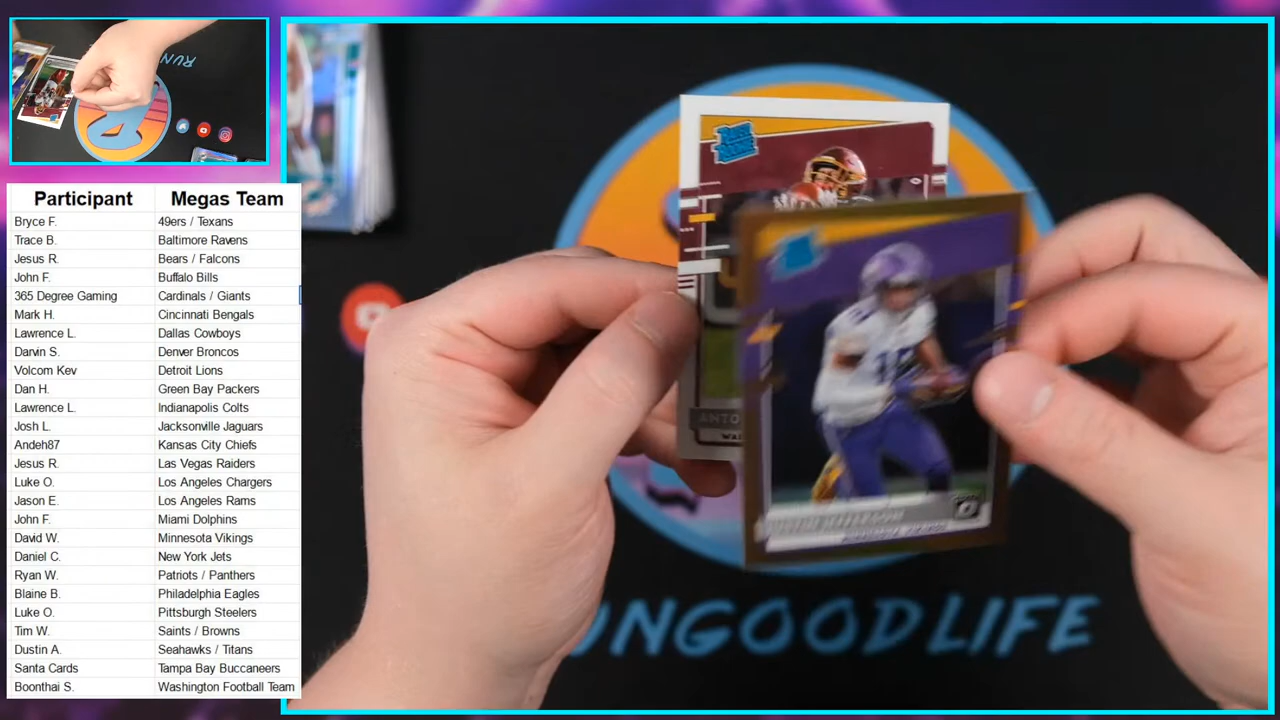 Participant Megas Team
Bryce F. 49ers / Texans
Trace B. Baltimore Ravens
Jesus R. Bears / Falcons
John F. Buffalo Bills
365 Degree Gaming Cardinals / Giants
Mark H. Cincinnati Bengals
Lawrence L. Dallas Cowboys
Darvin S. Denver Broncos
Volcom Kev Detroit Lions
Dan H. Green Bay Packers
Lawrence L. Indianapolis Colts
Josh L. Jacksonville Jaguars
Andeh87 Kansas City Chiefs
Jesus R. Las Vegas Raiders
Luke O. Los Angeles Chargers
Jason E. Los Angeles Rams
John F. Miami Dolphins
David W. Minnesota Vikings
Daniel C. New York Jets
Ryan W. Patriots / Panthers
Blaine B. Philadelphia Eagles
Luke O. Pittsburgh Steelers
Tim W. Saints / Browns
Dustin A. Seahawks / Titans
Santa Cards Tampa Bay Buccaneers
Boonthai S. Washington Football Team
RUN
ANTO
UNGOODLIFE